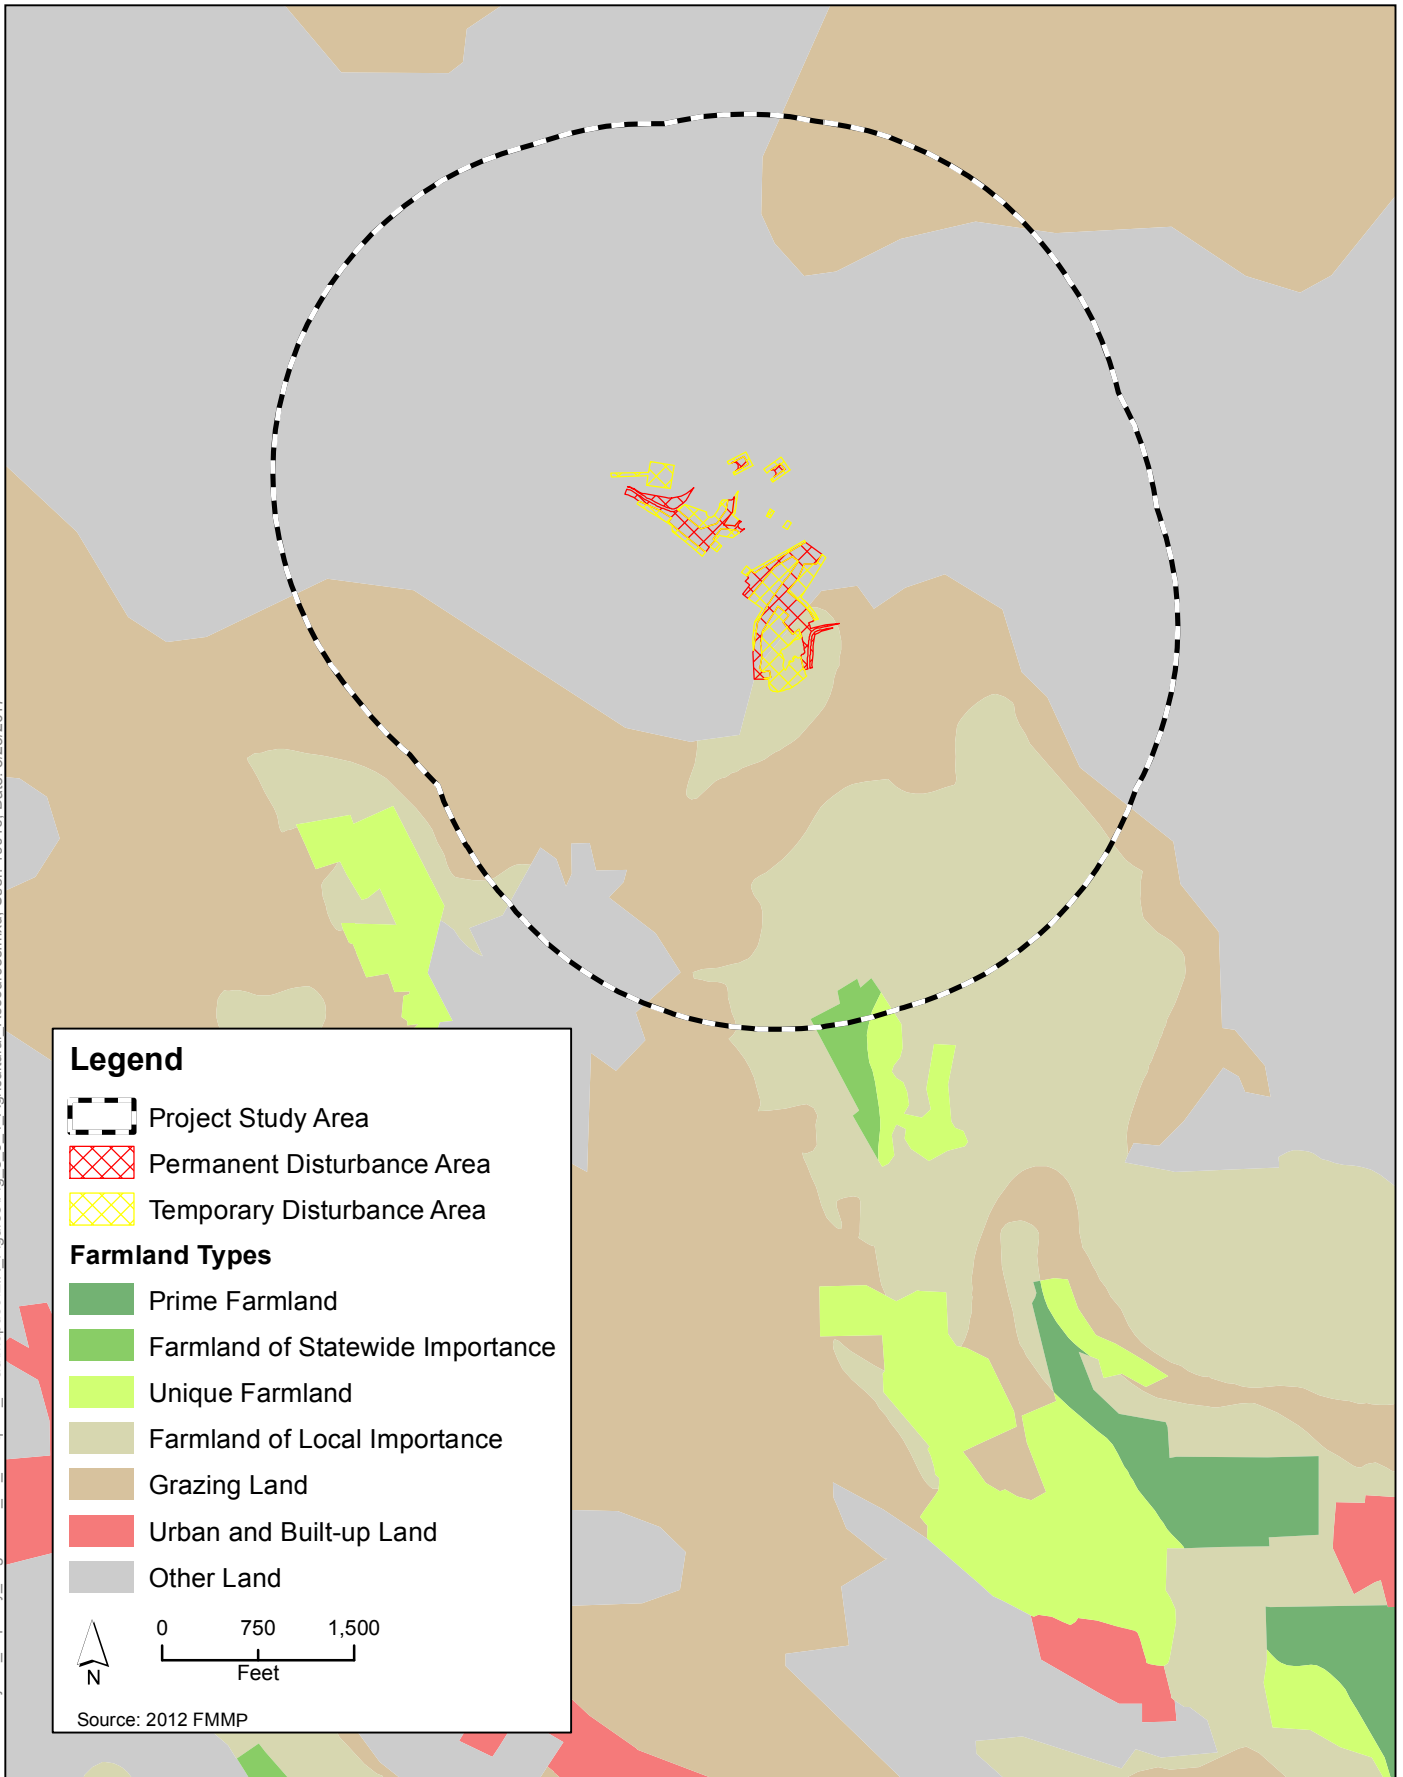 Legend
Project Study Area
Permanent Disturbance Area
Temporary Disturbance Area
Farmland Types
Prime Farmland
Farmland of Statewide Importance
Unique Farmland
Farmland of Local Importance
Grazing Land
Urban and Built-up Land
Other Land
0 750 1,500
Feet
N
Source: 2012 FMMP